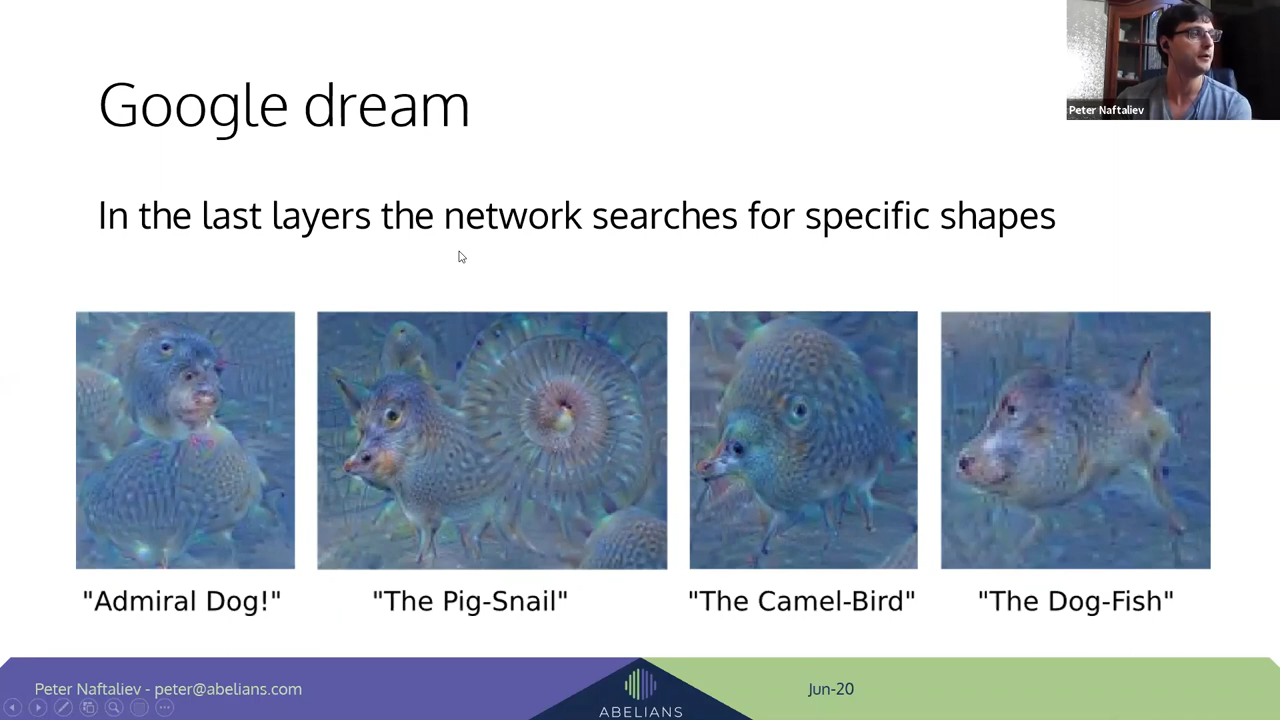 Peter Naftaliev
Google dream
In the last layers the network searches for specific shapes
"Admiral Dog!" "The Pig-Snail" "The Camel-Bird" "The Dog-Fish"
Peter Naftaliev - peter@abelians.com
ABELIANS
Jun-20